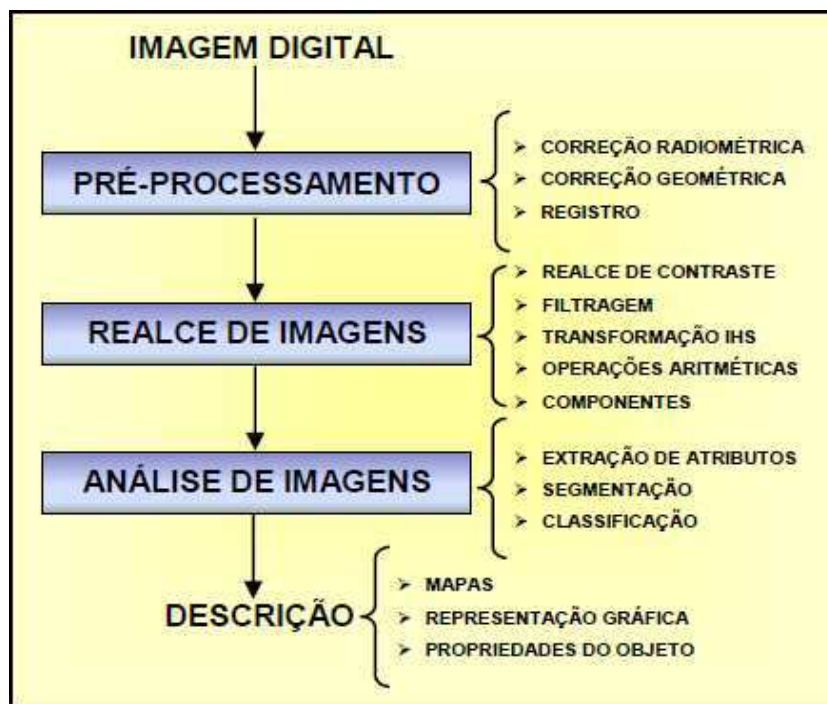 IMAGEM DIGITAL
PRÉ-PROCESSAMENTO
CORREÇÃO RADIOMÉTRICA
CORREÇÃO GEOMÉTRICA
REGISTRO
REALCE DE IMAGENS
REALCE DE CONTRASTE
FILTRAGEM
TRANSFORMAÇÃO IHS
OPERAÇÕES ARITMÉTICAS
COMPONENTES
ANÁLISE DE IMAGENS
EXTRAÇÃO DE ATRIBUTOS
SEGMENTAÇÃO
CLASSIFICAÇÃO
DESCRIÇÃO
MAPAS
REPRESENTAÇÃO GRÁFICA
PROPRIEDADES DO OBJETO